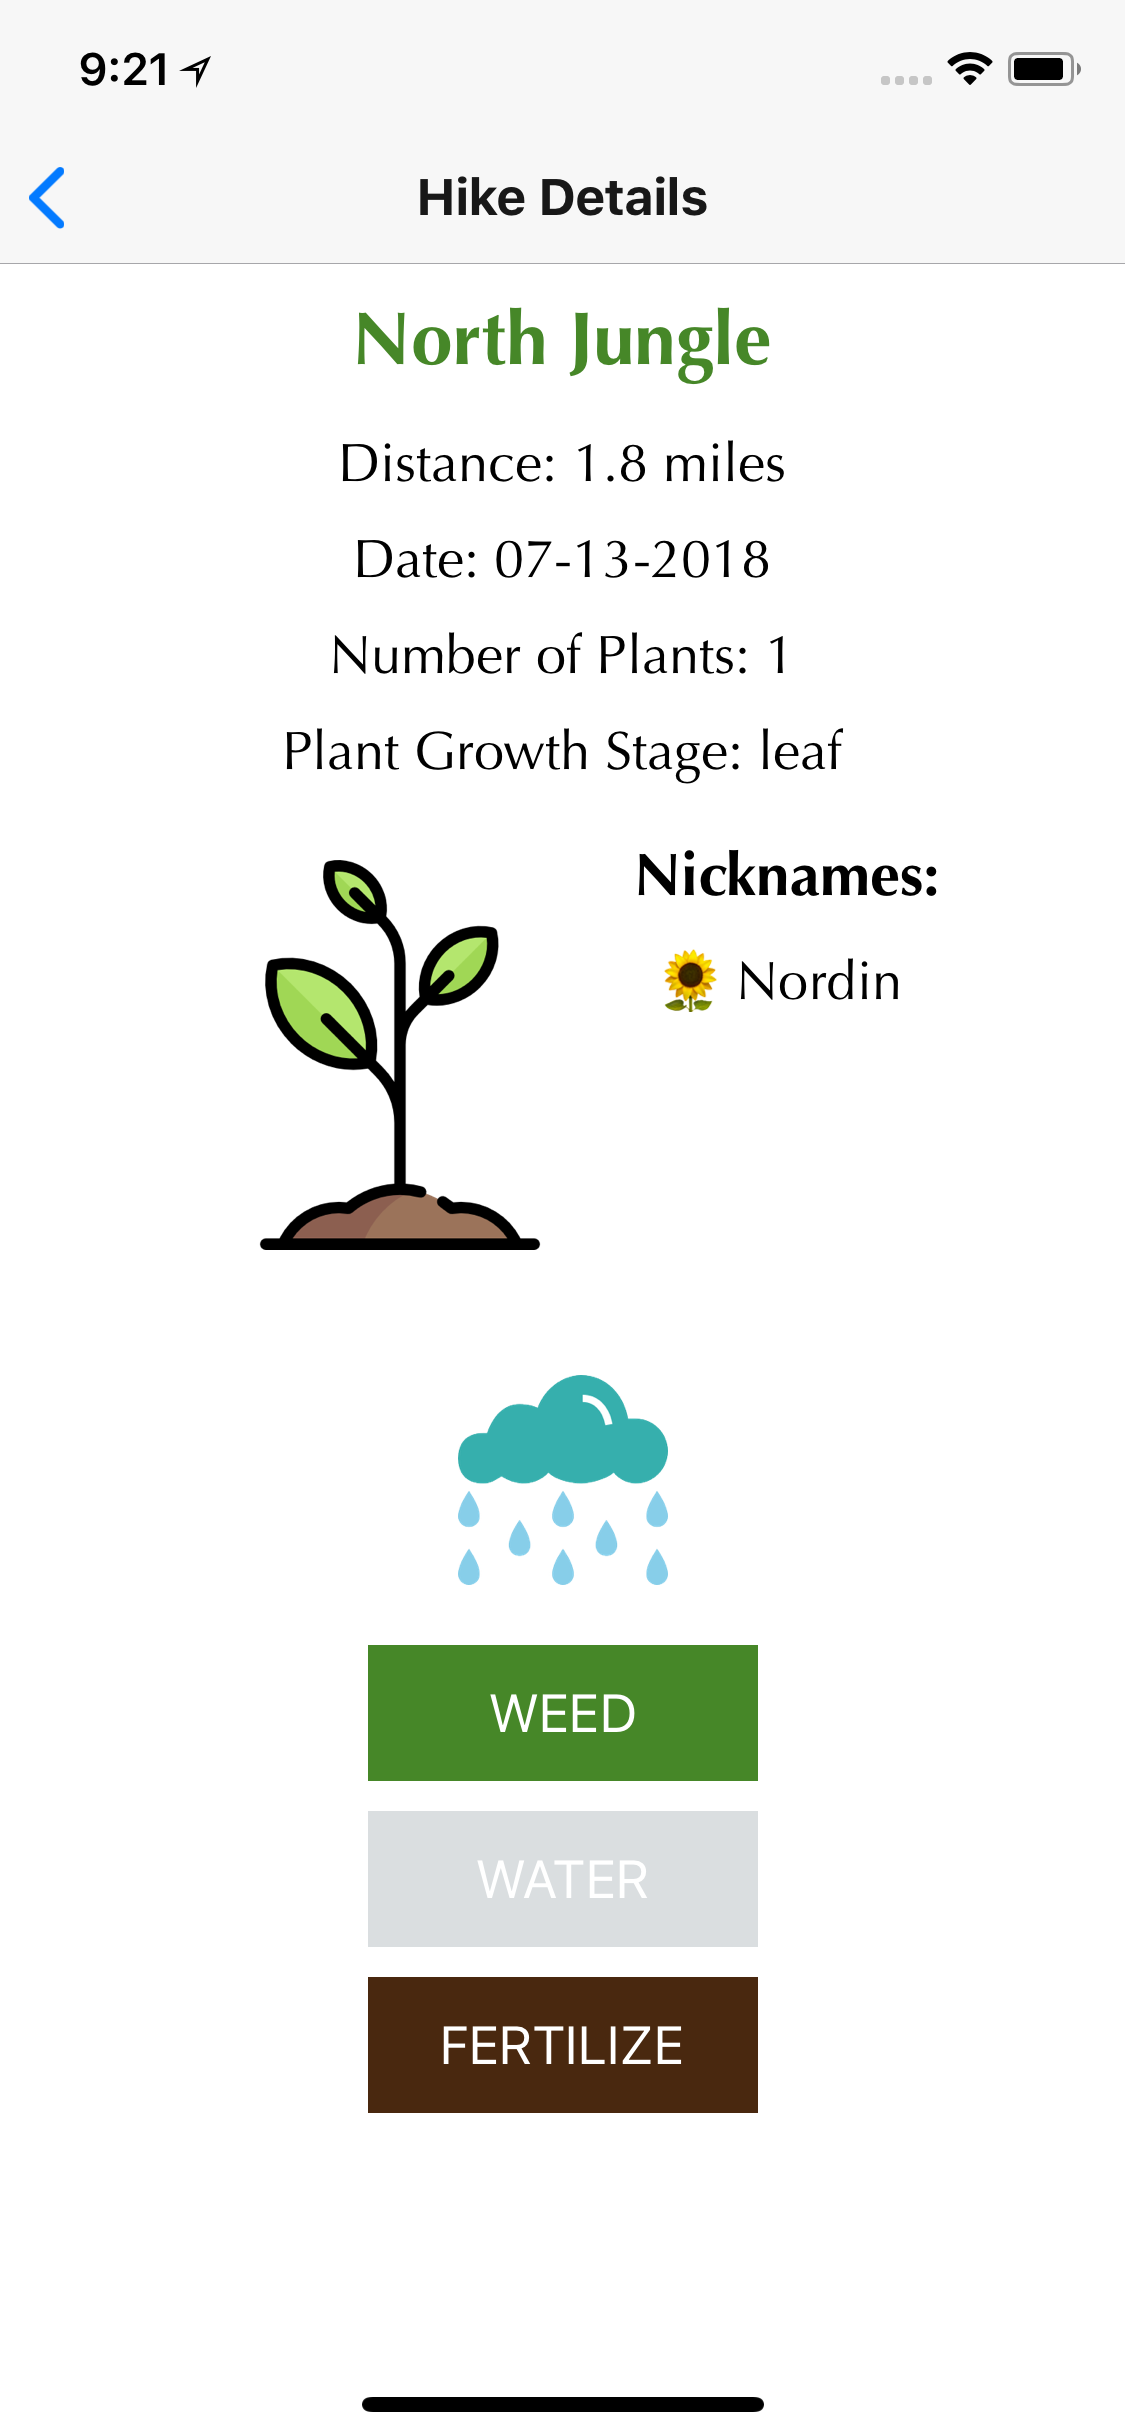 9:21
Hike Details
North Jungle
Distance: 1.8 miles
Date: 07-13-2018
Number of Plants: 1
Plant Growth Stage: leaf
Nicknames:
🌻 Nordin
WEED
WATER
FERTILIZE